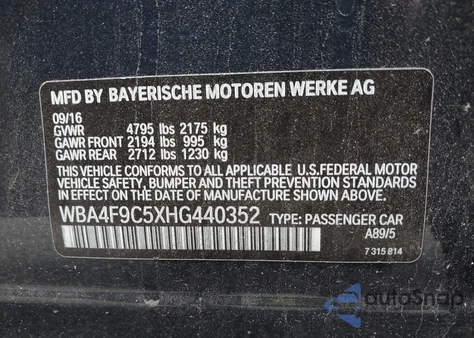 MFD BY BAYERISCHE MOTOREN WERKE AG
09/16
GVWR 4795 lbs 2175 kg
GAWR FRONT 2194 lbs 995 kg
GAWR REAR 2712 lbs 1230 kg
THIS VEHICLE CONFORMS TO ALL APPLICABLE U.S.FEDERAL MOTOR
VEHICLE SAFETY, BUMPER AND THEFT PREVENTION STANDARDS
IN EFFECT ON THE DATE OF MANUFACTURE SHOWN ABOVE.
WBA4F9C5XHG440352 TYPE: PASSENGER CAR
A89/5
7 315 814
autoSnap